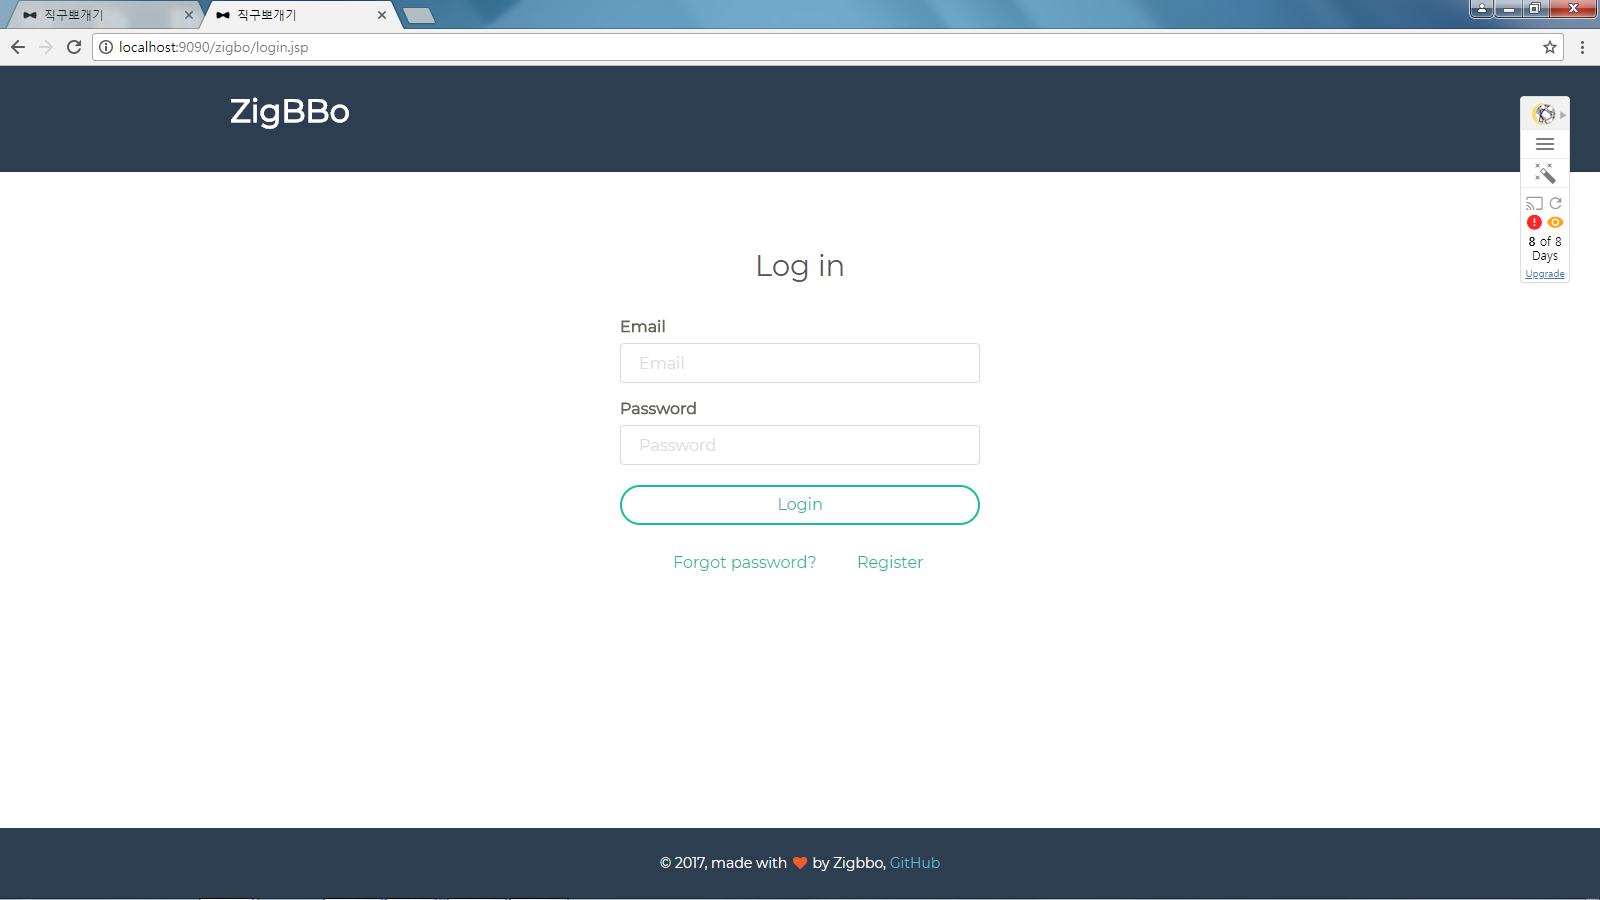 직구뽀개기
직구뽀개기
localhost:9090/zigbo/login.jsp
ZigBBo
8 of 8
Days
Upgrade
Log in
Email
Email
Password
Password
Login
Forgot password? Register
© 2017, made with ❤ by Zigbbo, GitHub